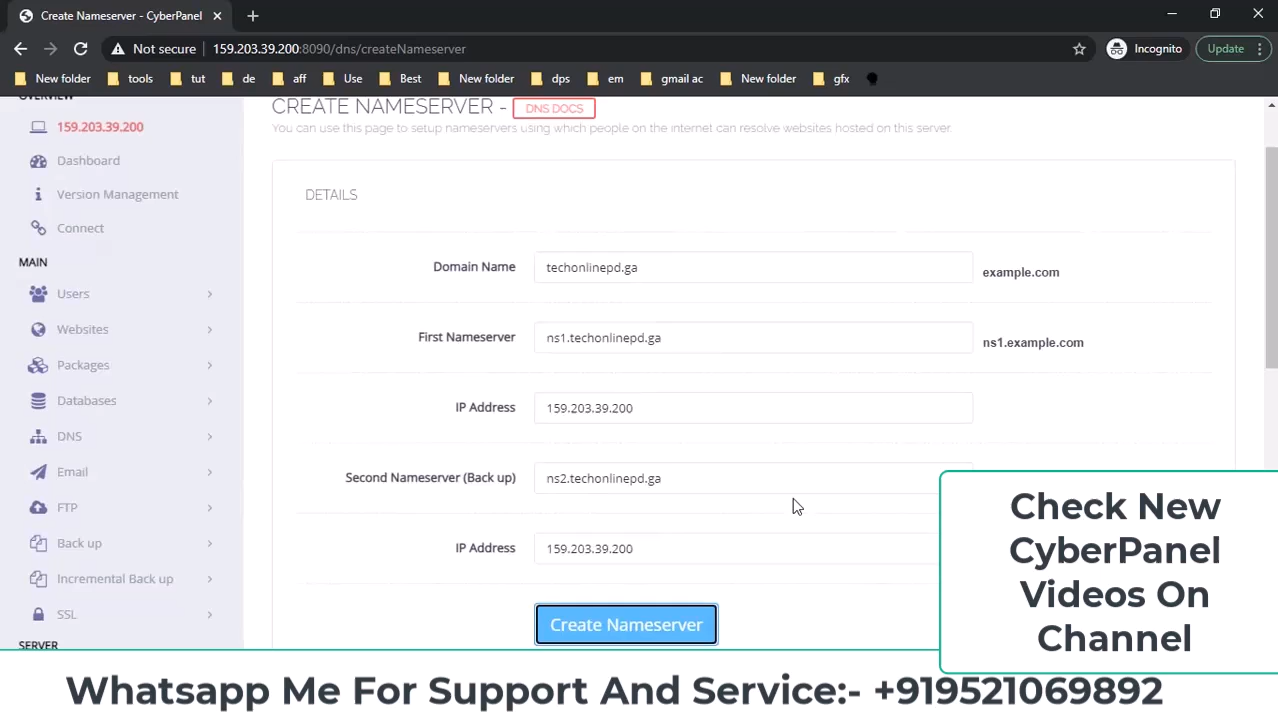 Create Nameserver - CyberPanel
Not secure
159.203.39.200:8090/dns/createNameserver
Incognito
Update
New folder
tools
tut
de
aff
Use
Best
New folder
dps
em
gmail ac
New folder
gfx
OVERVIEW
159.203.39.200
Dashboard
Version Management
Connect
MAIN
Users
Websites
Packages
Databases
DNS
Email
FTP
Back up
Incremental Back up
SSL
SERVER
CREATE NAMESERVER - DNS DOCS
You can use this page to setup nameservers using which people on the internet can resolve websites hosted on this server.
DETAILS
Domain Name techonlinepd.ga example.com
First Nameserver ns1.techonlinepd.ga ns1.example.com
IP Address 159.203.39.200
Second Nameserver (Back up) ns2.techonlinepd.ga
IP Address 159.203.39.200
Create Nameserver
Check New
CyberPanel
Videos On
Channel
Whatsapp Me For Support And Service:- +919521069892